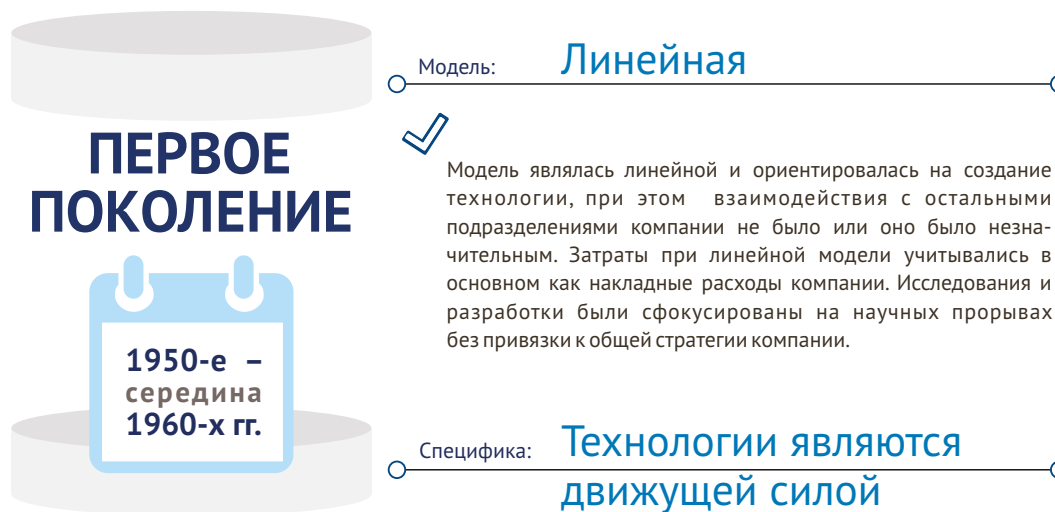 ПЕРВОЕ
ПОКОЛЕНИЕ
1950-е –
середина
1960-х гг.
Модель: Линейная
Модель являлась линейной и ориентировалась на создание
технологии, при этом взаимодействия с остальными
подразделениями компании не было или оно было незна-
чительным. Затраты при линейной модели учитывались в
основном как накладные расходы компании. Исследования и
разработки были сфокусированы на научных прорывах
без привязки к общей стратегии компании.
Специфика: Технологии являются
движущей силой